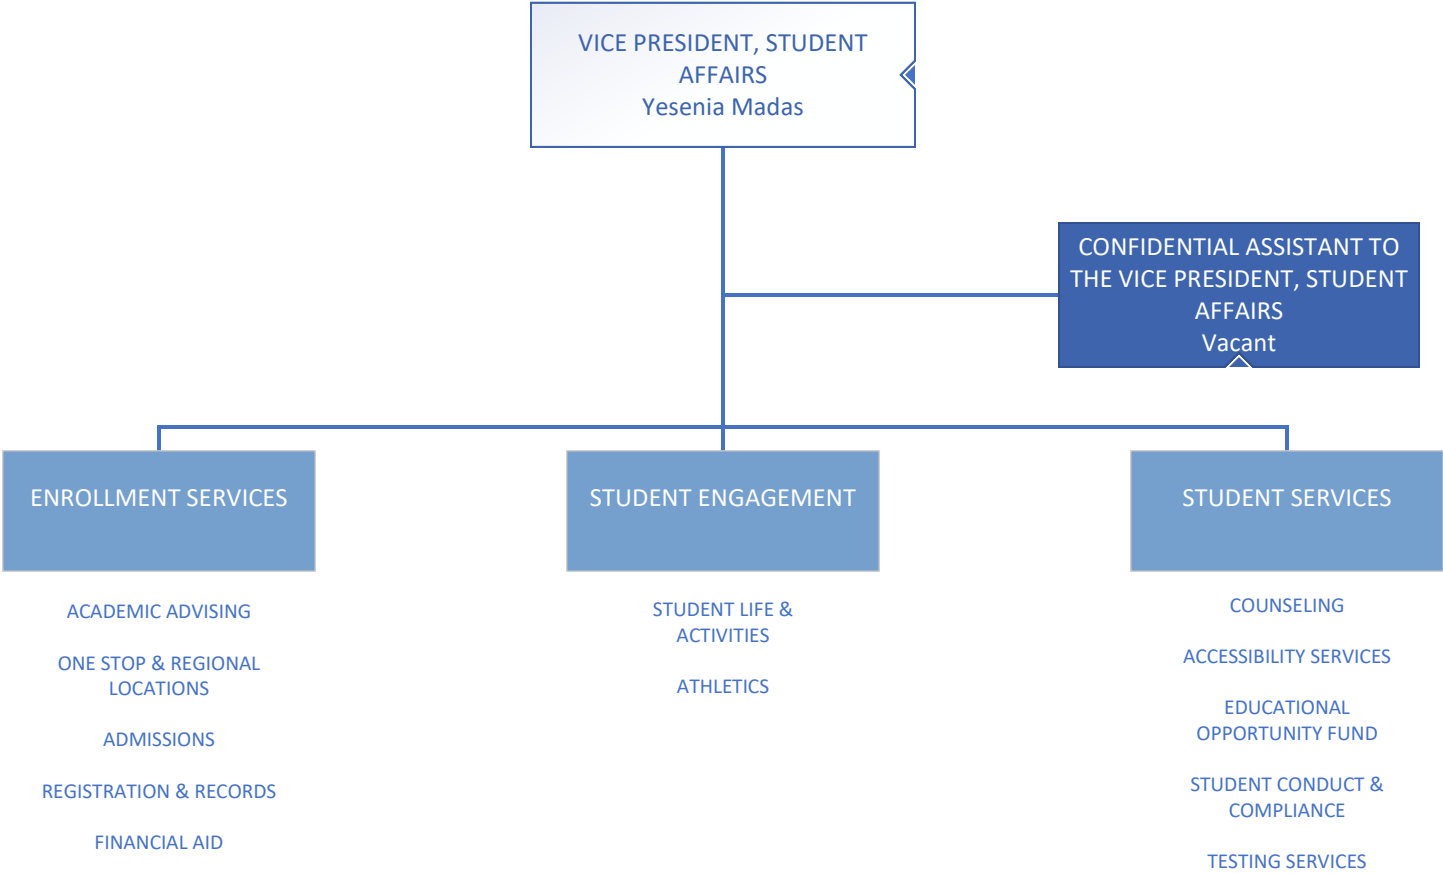 VICE PRESIDENT, STUDENT
AFFAIRS
Yesenia Madas
CONFIDENTIAL ASSISTANT TO
THE VICE PRESIDENT, STUDENT
AFFAIRS
Vacant
ENROLLMENT SERVICES
ACADEMIC ADVISING
ONE STOP & REGIONAL
LOCATIONS
ADMISSIONS
REGISTRATION & RECORDS
FINANCIAL AID
STUDENT ENGAGEMENT
STUDENT LIFE &
ACTIVITIES
ATHLETICS
STUDENT SERVICES
COUNSELING
ACCESSIBILITY SERVICES
EDUCATIONAL
OPPORTUNITY FUND
STUDENT CONDUCT &
COMPLIANCE
TESTING SERVICES